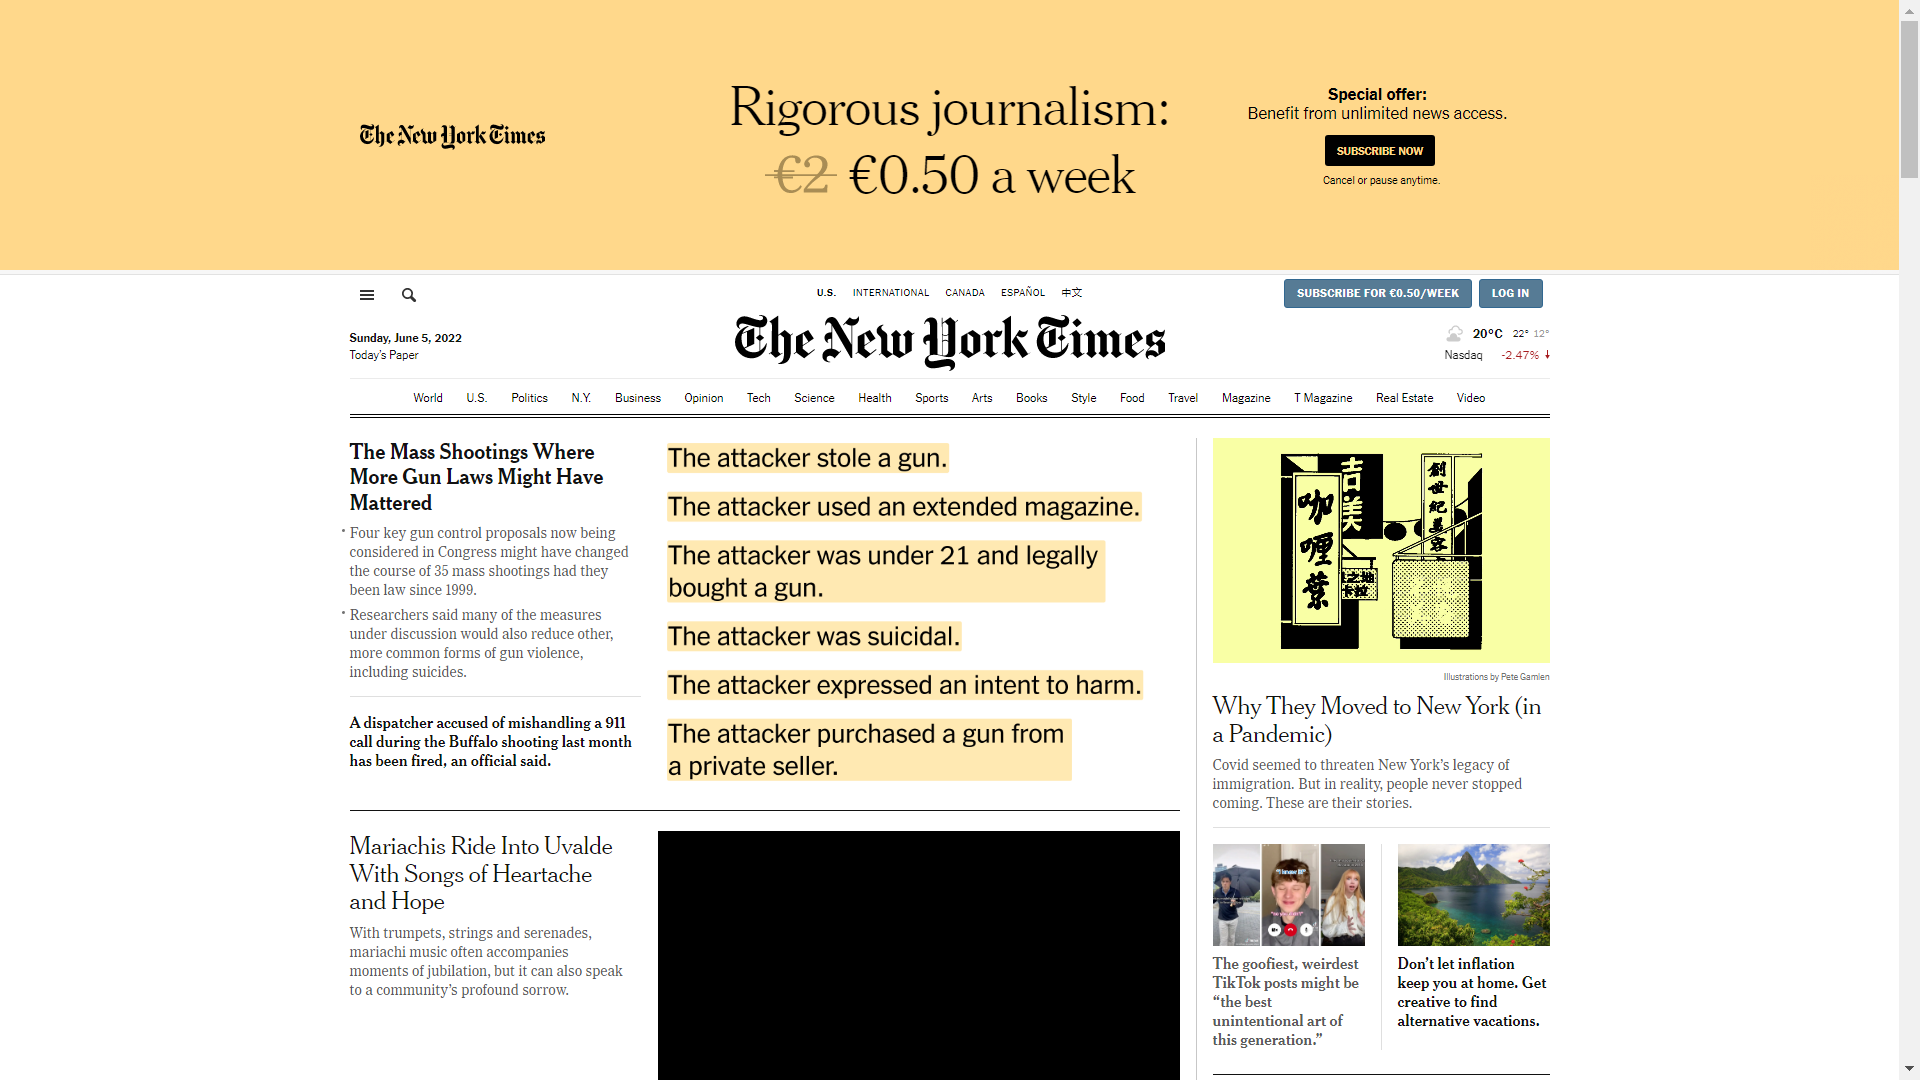 The New York Times
Rigorous journalism:
€2 €0.50 a week
Special offer:
Benefit from unlimited news access.
SUBSCRIBE NOW
Cancel or pause anytime.
U.S. INTERNATIONAL CANADA ESPAÑOL 中文
SUBSCRIBE FOR €0.50/WEEK LOG IN
Sunday, June 5, 2022
Today's Paper
The New York Times
20°C 22° 12°
Nasdaq -2.47% ↓
World U.S. Politics N.Y. Business Opinion Tech Science Health Sports Arts Books Style Food Travel Magazine T Magazine Real Estate Video
The Mass Shootings Where
More Gun Laws Might Have
Mattered
• Four key gun control proposals now being
considered in Congress might have changed
the course of 35 mass shootings had they
been law since 1999.
• Researchers said many of the measures
under discussion would also reduce other,
more common forms of gun violence,
including suicides.
A dispatcher accused of mishandling a 911
call during the Buffalo shooting last month
has been fired, an official said.
The attacker stole a gun.
The attacker used an extended magazine.
The attacker was under 21 and legally
bought a gun.
The attacker was suicidal.
The attacker expressed an intent to harm.
The attacker purchased a gun from
a private seller.
Mariachis Ride Into Uvalde
With Songs of Heartache
and Hope
With trumpets, strings and serenades,
mariachi music often accompanies
moments of jubilation, but it can also speak
to a community's profound sorrow.
吉美
咖喱葉
創世紀美容
之地
卡拉
Illustrations by Pete Gamlen
Why They Moved to New York (in
a Pandemic)
Covid seemed to threaten New York's legacy of
immigration. But in reality, people never stopped
coming. These are their stories.
The goofiest, weirdest
TikTok posts might be
“the best
unintentional art of
this generation.”
Don't let inflation
keep you at home. Get
creative to find
alternative vacations.